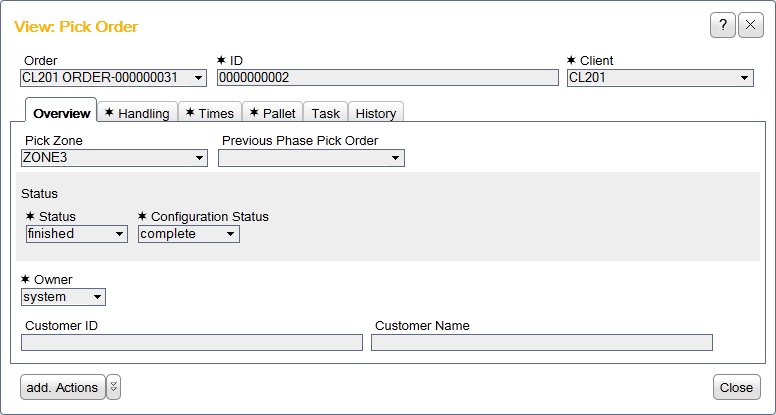 View: Pick Order
?
Order ✶ ID ✶ Client
CL201 ORDER-000000031 0000000002 CL201
Overview ✶ Handling ✶ Times ✶ Pallet Task History
Pick Zone Previous Phase Pick Order
ZONE3
Status
✶ Status ✶ Configuration Status
finished complete
✶ Owner
system
Customer ID Customer Name
add. Actions Close